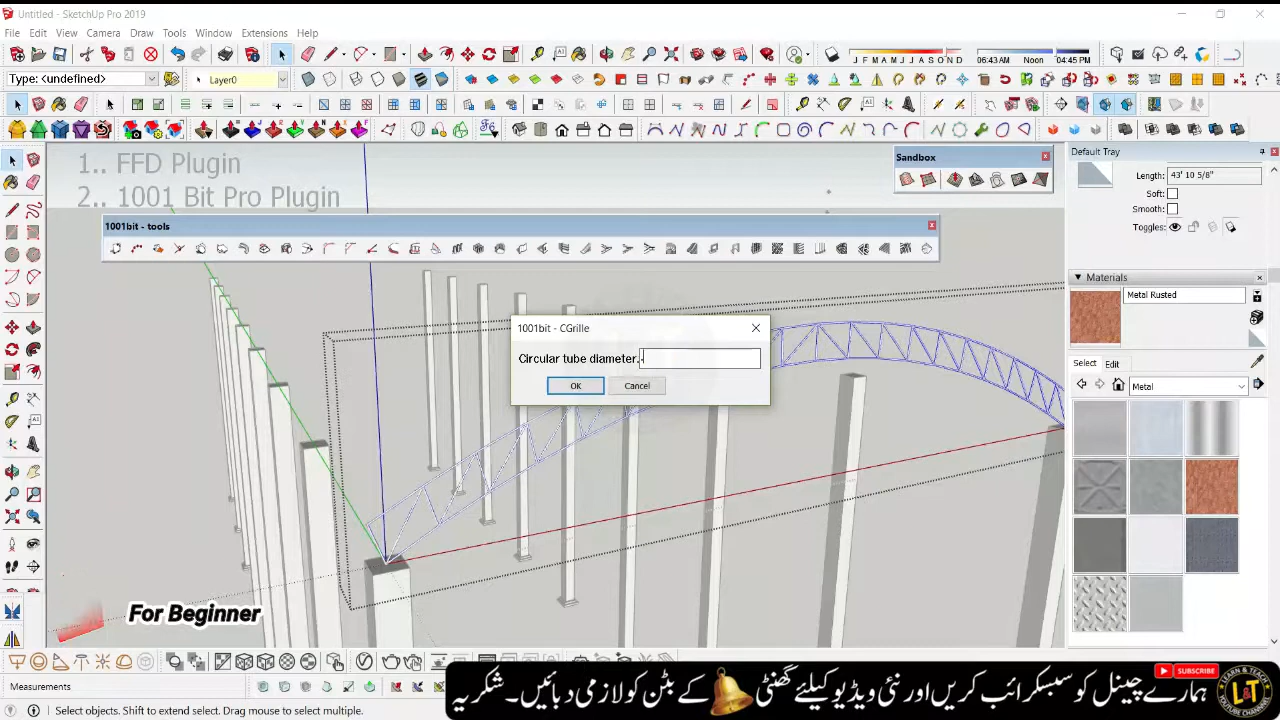 Untitled - SketchUp Pro 2019
File Edit View Camera Draw Tools Window Extensions Help
J F M A M J J A S O N D 06:43 AM Noon 04:45 PM
Type: <undefined> Layer0
1.. FFD Plugin
2.. 1001 Bit Pro Plugin
Sandbox
1001bit - tools
1001bit - CGrille
Circular tube diameter.
OK Cancel
Default Tray
Length: 43' 10 5/8"
Soft:
Smooth:
Toggles:
Materials
Metal Rusted
Select Edit
Metal
For Beginner
ہمارے چینل کو سبسکرائب کریں اور نئی ویڈیو کیلئے گھنٹی کے بٹن کو لازمی دبائیں۔ شکریہ
SUBSCRIBE
LEARN & TEACH
L&T
YOUTUBE CHANNEL
Measurements
Select objects. Shift to extend select. Drag mouse to select multiple.